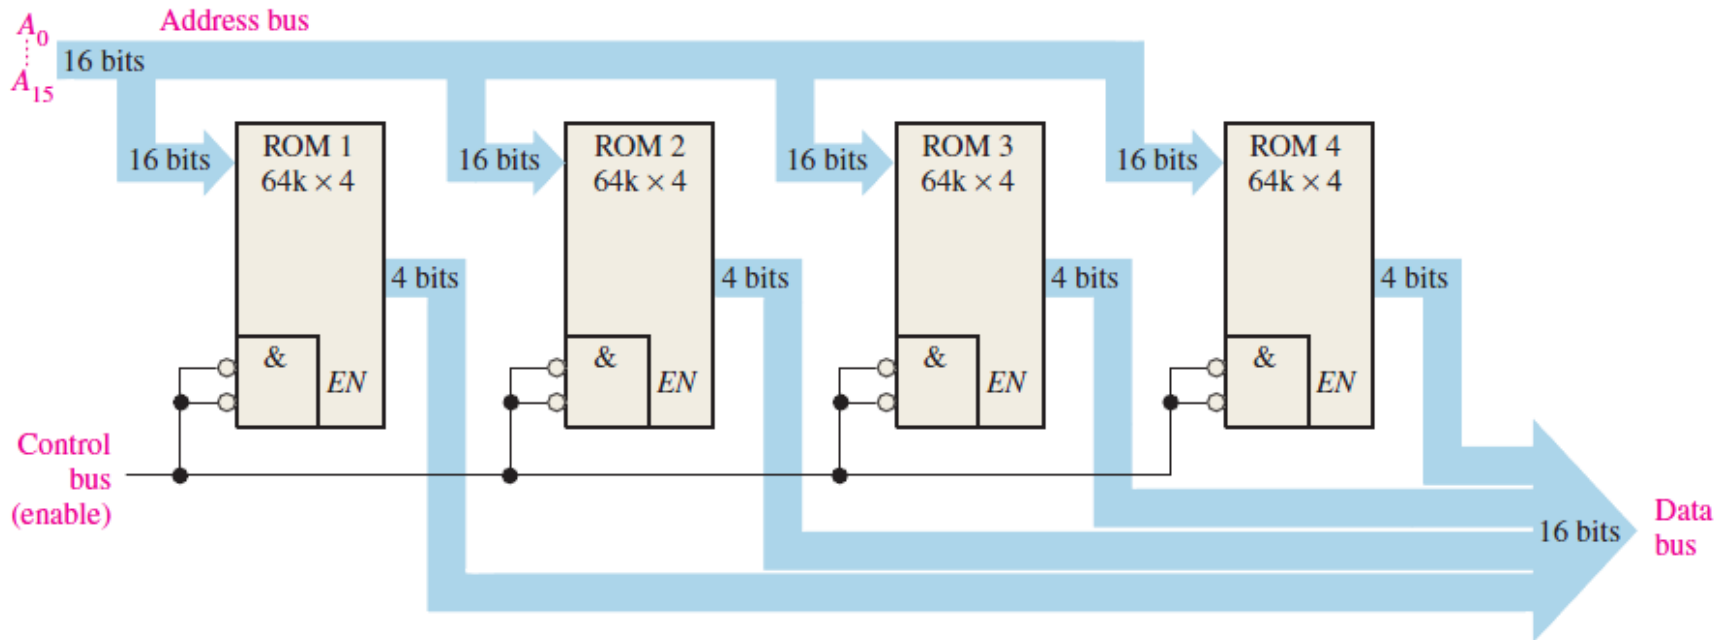 A0
A15
Address bus
16 bits
16 bits
ROM 1
64k × 4
16 bits
ROM 2
64k × 4
16 bits
ROM 3
64k × 4
16 bits
ROM 4
64k × 4
4 bits
4 bits
4 bits
4 bits
&
EN
&
EN
&
EN
&
EN
Control
bus
(enable)
16 bits
Data
bus